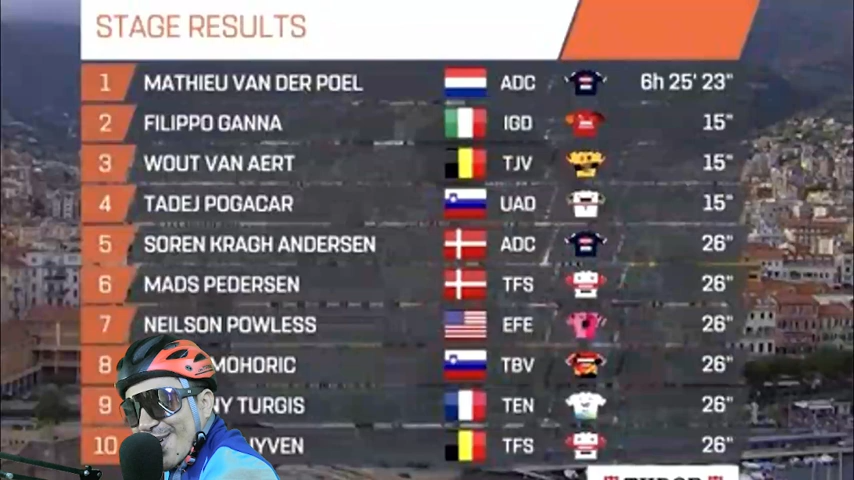 STAGE RESULTS
1 MATHIEU VAN DER POEL ADC 6h 25' 23"
2 FILIPPO GANNA IGD 15"
3 WOUT VAN AERT TJV 15"
4 TADEJ POGACAR UAD 15"
5 SOREN KRAGH ANDERSEN ADC 26"
6 MADS PEDERSEN TFS 26"
7 NEILSON POWLESS EFE 26"
8 MOHORIC TBV 26"
9 TURGIS TEN 26"
10 TFS 26"